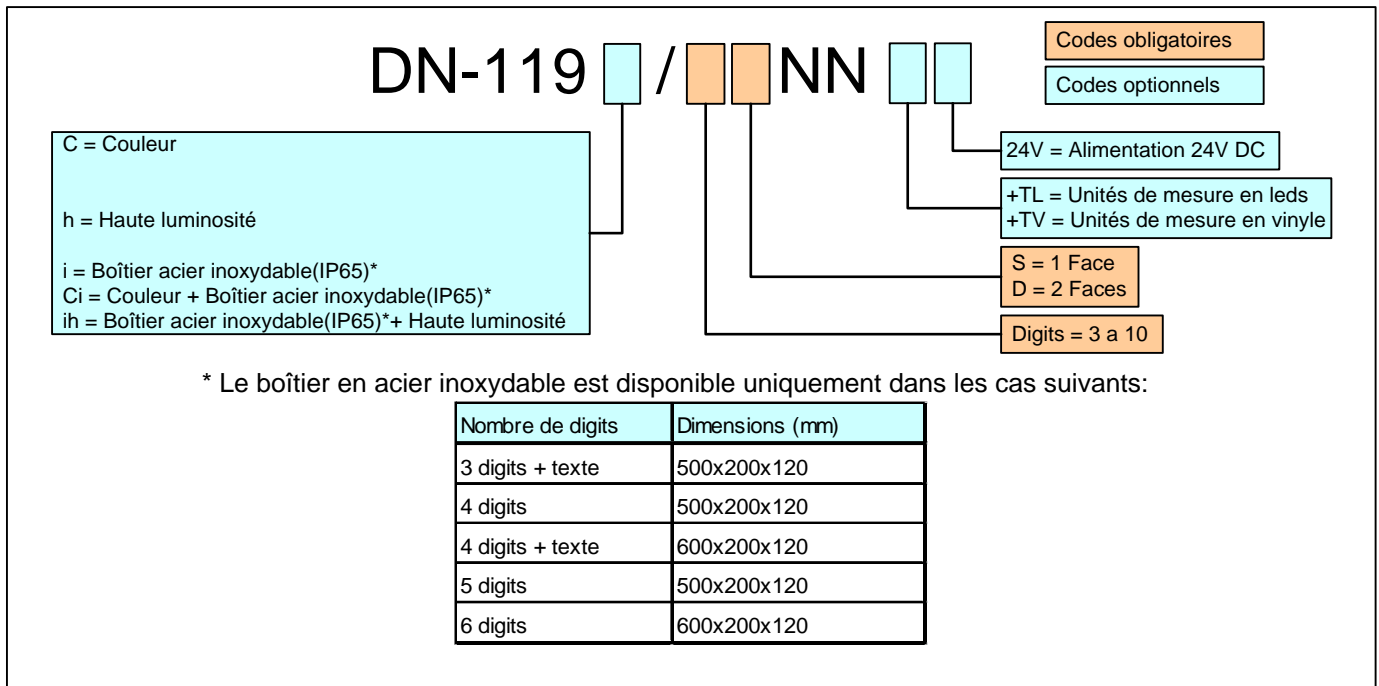 DN-119 / NN
Codes obligatoires
Codes optionnels
C = Couleur
h = Haute luminosité
i = Boîtier acier inoxydable(IP65)*
Ci = Couleur + Boîtier acier inoxydable(IP65)*
ih = Boîtier acier inoxydable(IP65)*+ Haute luminosité
24V = Alimentation 24V DC
+TL = Unités de mesure en leds
+TV = Unités de mesure en vinyle
S = 1 Face
D = 2 Faces
Digits = 3 a 10
* Le boîtier en acier inoxydable est disponible uniquement dans les cas suivants:
Nombre de digits Dimensions (mm)
3 digits + texte 500x200x120
4 digits 500x200x120
4 digits + texte 600x200x120
5 digits 500x200x120
6 digits 600x200x120